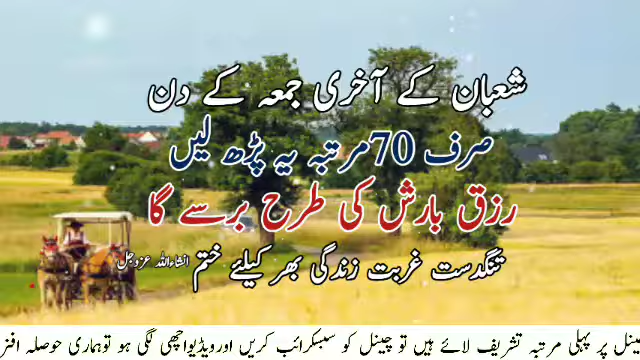 شعبان کے آخری جمعہ کے دن
صرف 70 مرتبہ یہ پڑھ لیں
رزق بارش کی طرح برسے گا
تنگدست غربت زندگی بھر کیلئے ختم انشاءاللہ عزوجل
پر پہلی مرتبہ تشریف لائے ہیں تو چینل کو سبسکرائب کریں اور ویڈیو اچھی لگی ہو تو ہماری حوصلہ